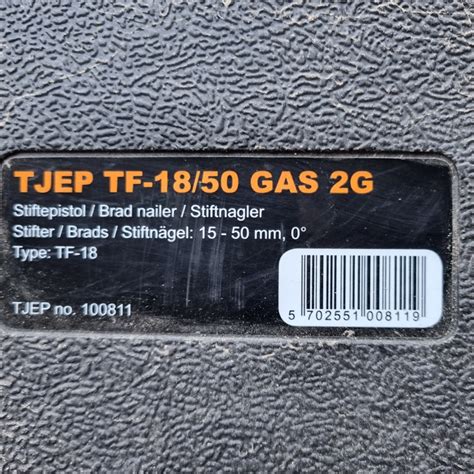 TJEP TF-18/50 GAS 2G
Stiftepistol / Brad nailer / Stiftnagler
Stifter / Brads / Stiftnägel: 15 - 50 mm, 0°
Type: TF-18
TJEP no. 100811
5 702551 008119